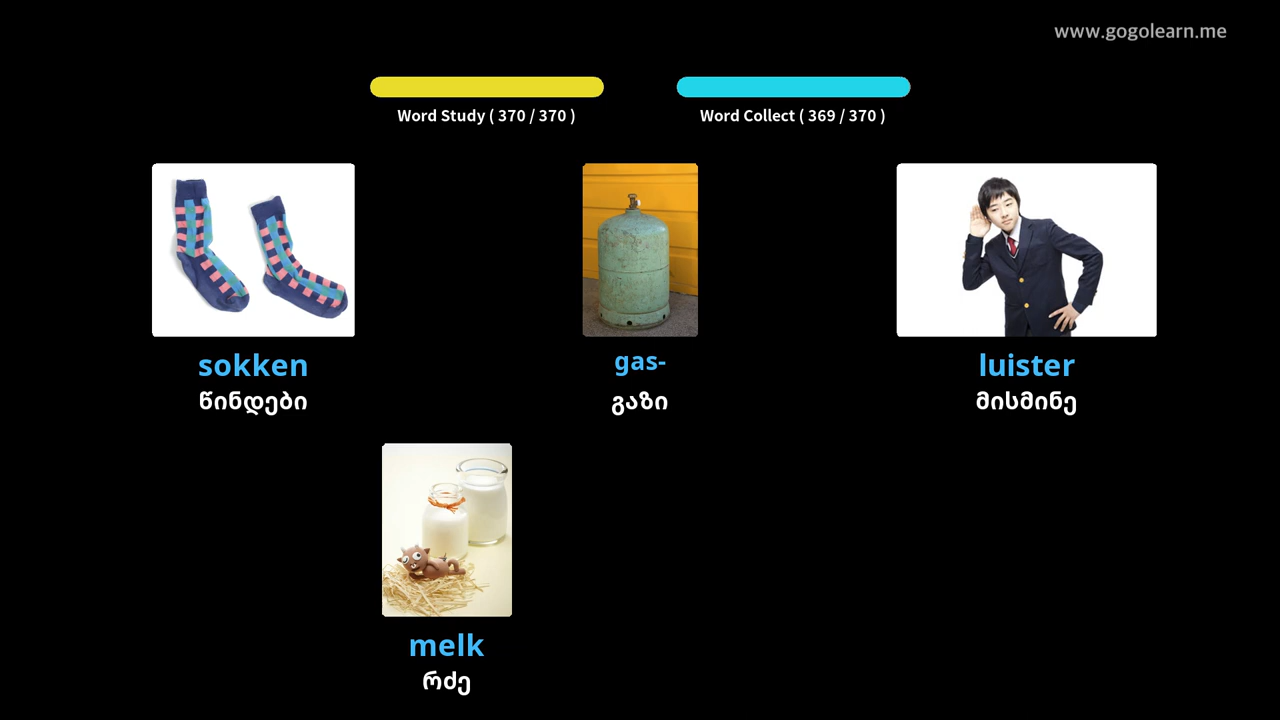 www.gogolearn.me
Word Study ( 370 / 370 )
Word Collect ( 369 / 370 )
sokken
წინდები
gas-
გაზი
luister
მისმინე
melk
რძე